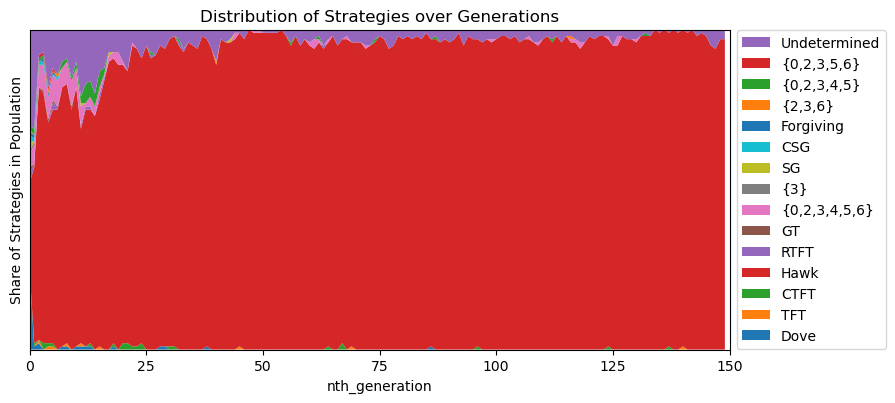 Distribution of Strategies over Generations
Share of Strategies in Population
0
25
50
75
100
125
150
nth_generation
Undetermined
{0,2,3,5,6}
{0,2,3,4,5}
{2,3,6}
Forgiving
CSG
SG
{3}
{0,2,3,4,5,6}
GT
RTFT
Hawk
CTFT
TFT
Dove